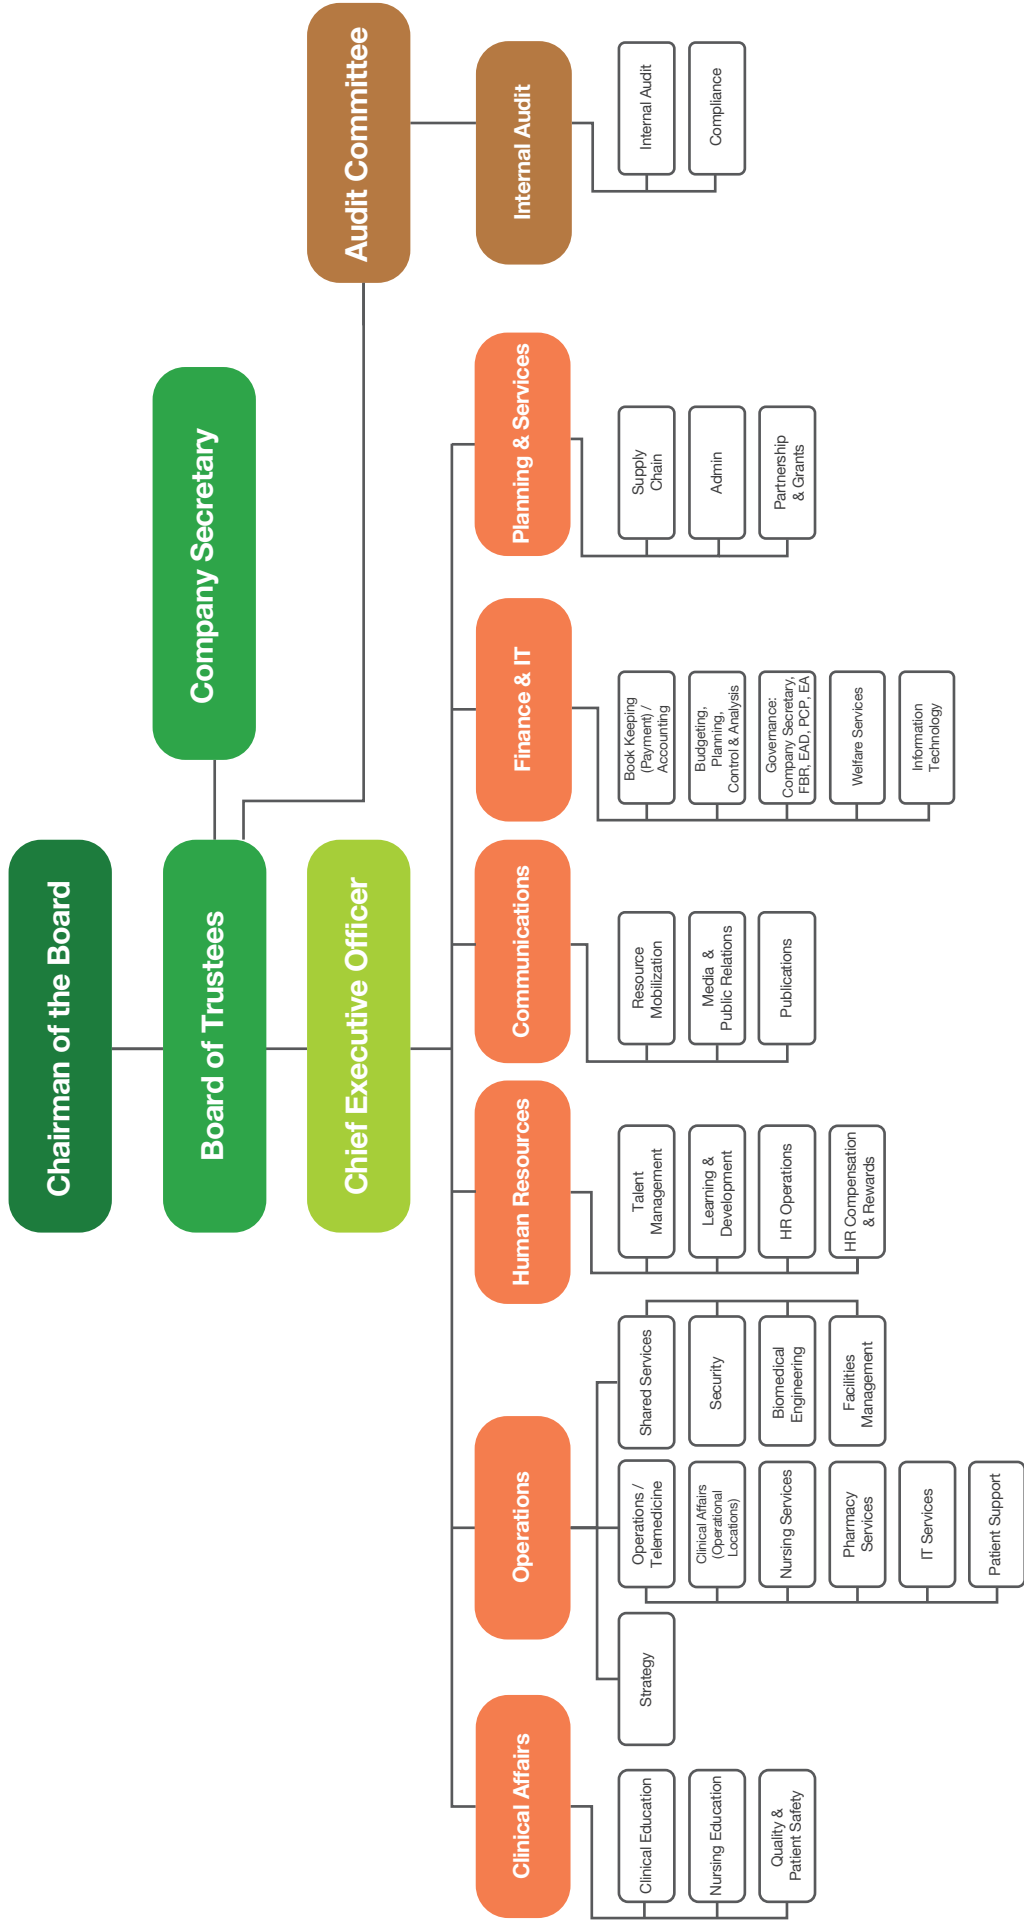 Chairman of the Board
Board of Trustees
Company Secretary
Chief Executive Officer
Audit Committee
Clinical Affairs
Operations
Human Resources
Communications
Finance & IT
Planning & Services
Internal Audit
Clinical Education
Nursing Education
Quality &
Patient Safety
Strategy
Operations /
Telemedicine
Clinical Affairs
(Operational
Locations)
Nursing Services
Pharmacy
Services
IT Services
Patient Support
Shared Services
Security
Biomedical
Engineering
Facilities
Management
Talent
Management
Learning &
Development
HR Operations
HR Compensation
& Rewards
Resource
Mobilization
Media &
Public Relations
Publications
Book Keeping
(Payment) /
Accounting
Budgeting,
Planning,
Control & Analysis
Governance:
Company Secretary,
FBR, EAD, PCP, EA
Welfare Services
Information
Technology
Supply
Chain
Admin
Partnership
& Grants
Internal Audit
Compliance